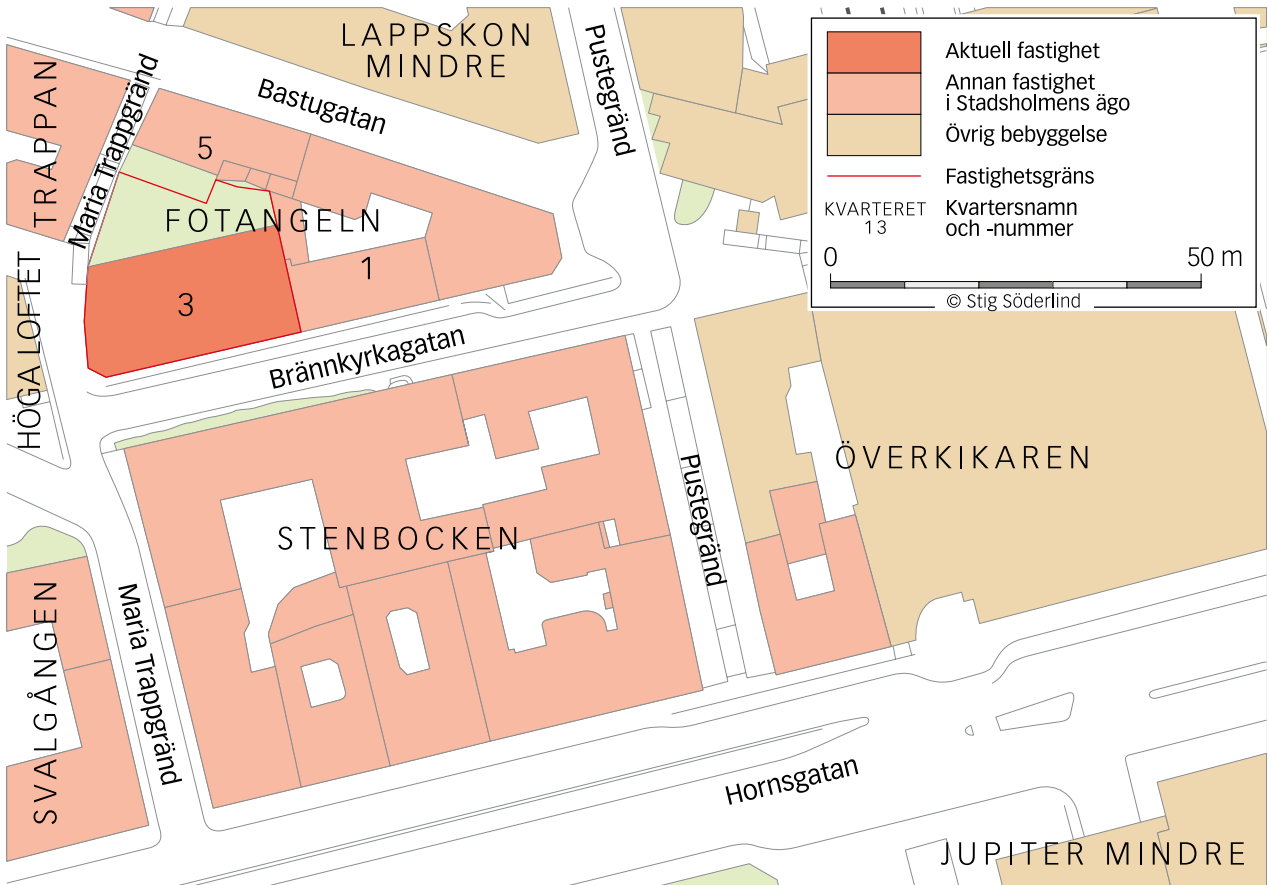 LAPPSKON
MINDRE
Pustegränd
Aktuell fastighet
Annan fastighet
i Stadsholmens ägo
Övrig bebyggelse
Fastighetsgräns
KVARTERET
13
Kvartersnamn
och -nummer
0
50 m
© Stig Söderlind
TRAPPAN
Maria Trappgränd
Bastugatan
5
FOTANGELN
1
3
HÖGA LOFTET
Brännkyrkagatan
ÖVERKIKAREN
Pustegränd
STENBOCKEN
SVALGÅNGEN
Maria Trappgränd
Hornsgatan
JUPITER MINDRE